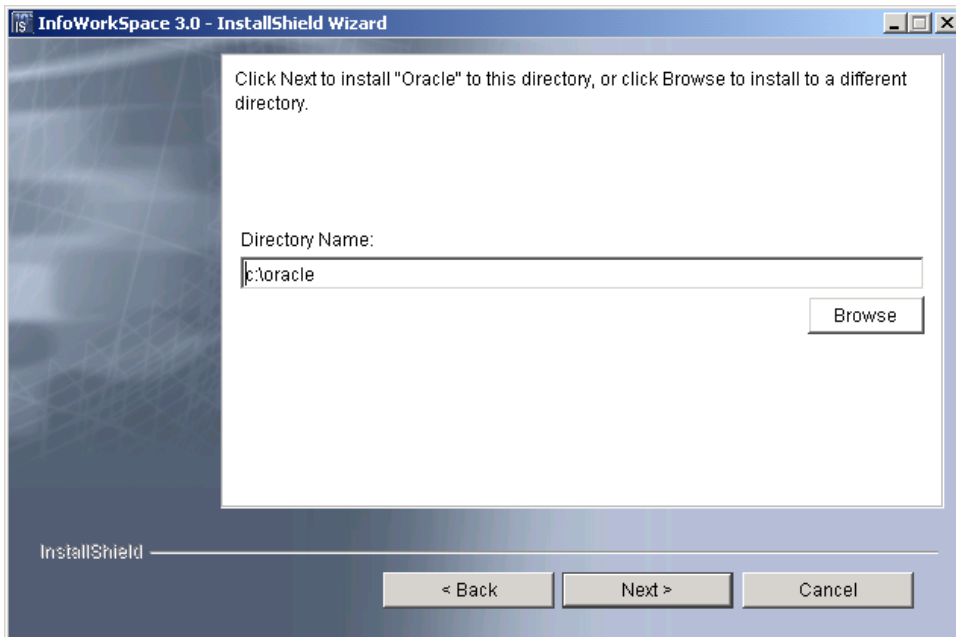 InfoWorkSpace 3.0 - InstallShield Wizard
Click Next to install "Oracle" to this directory, or click Browse to install to a different
directory.
Directory Name:
c:\oracle
Browse
InstallShield
< Back Next > Cancel